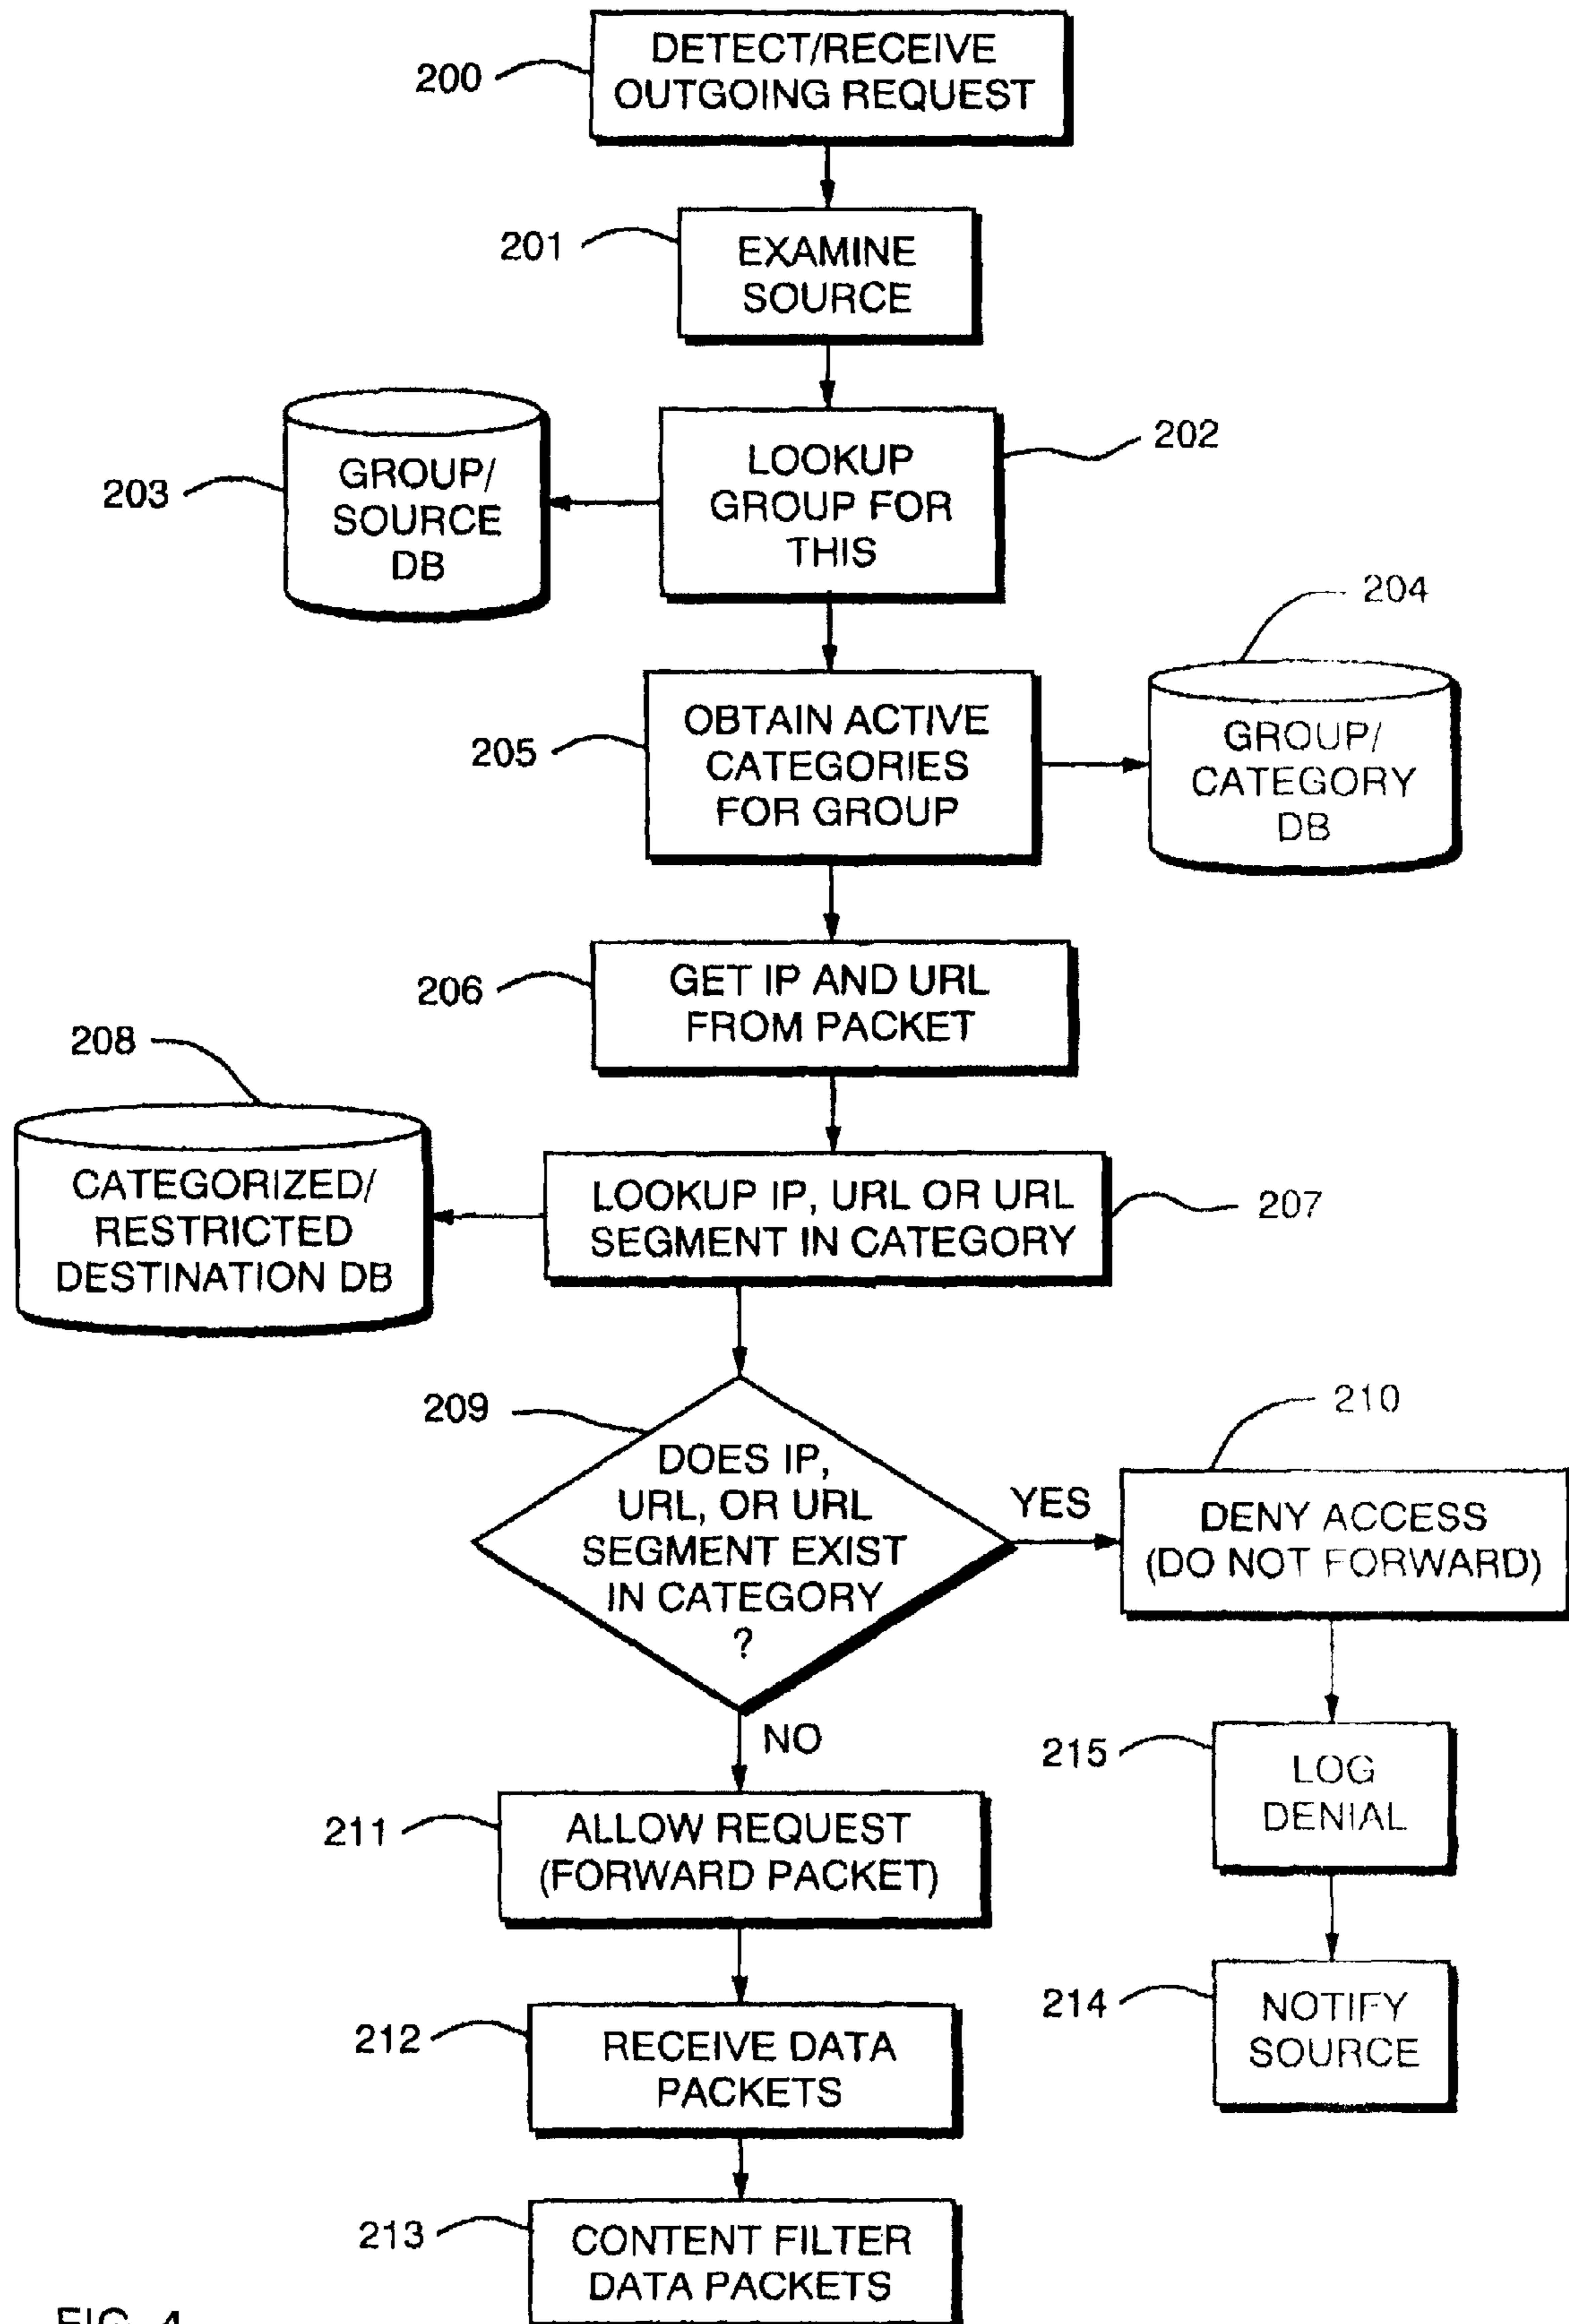 200
DETECT/RECEIVE
OUTGOING REQUEST
201
EXAMINE
SOURCE
202
LOOKUP
GROUP FOR
THIS
203
GROUP/
SOURCE
DB
204
GROUP/
CATEGORY
DB
205
OBTAIN ACTIVE
CATEGORIES
FOR GROUP
206
GET IP AND URL
FROM PACKET
208
CATEGORIZED/
RESTRICTED
DESTINATION DB
LOOKUP IP, URL OR URL
SEGMENT IN CATEGORY
207
209
DOES IP,
URL, OR URL
SEGMENT EXIST
IN CATEGORY
?
YES
210
DENY ACCESS
(DO NOT FORWARD)
NO
215
LOG
DENIAL
211
ALLOW REQUEST
(FORWARD PACKET)
214
NOTIFY
SOURCE
212
RECEIVE DATA
PACKETS
213
CONTENT FILTER
DATA PACKETS
FIG. 4